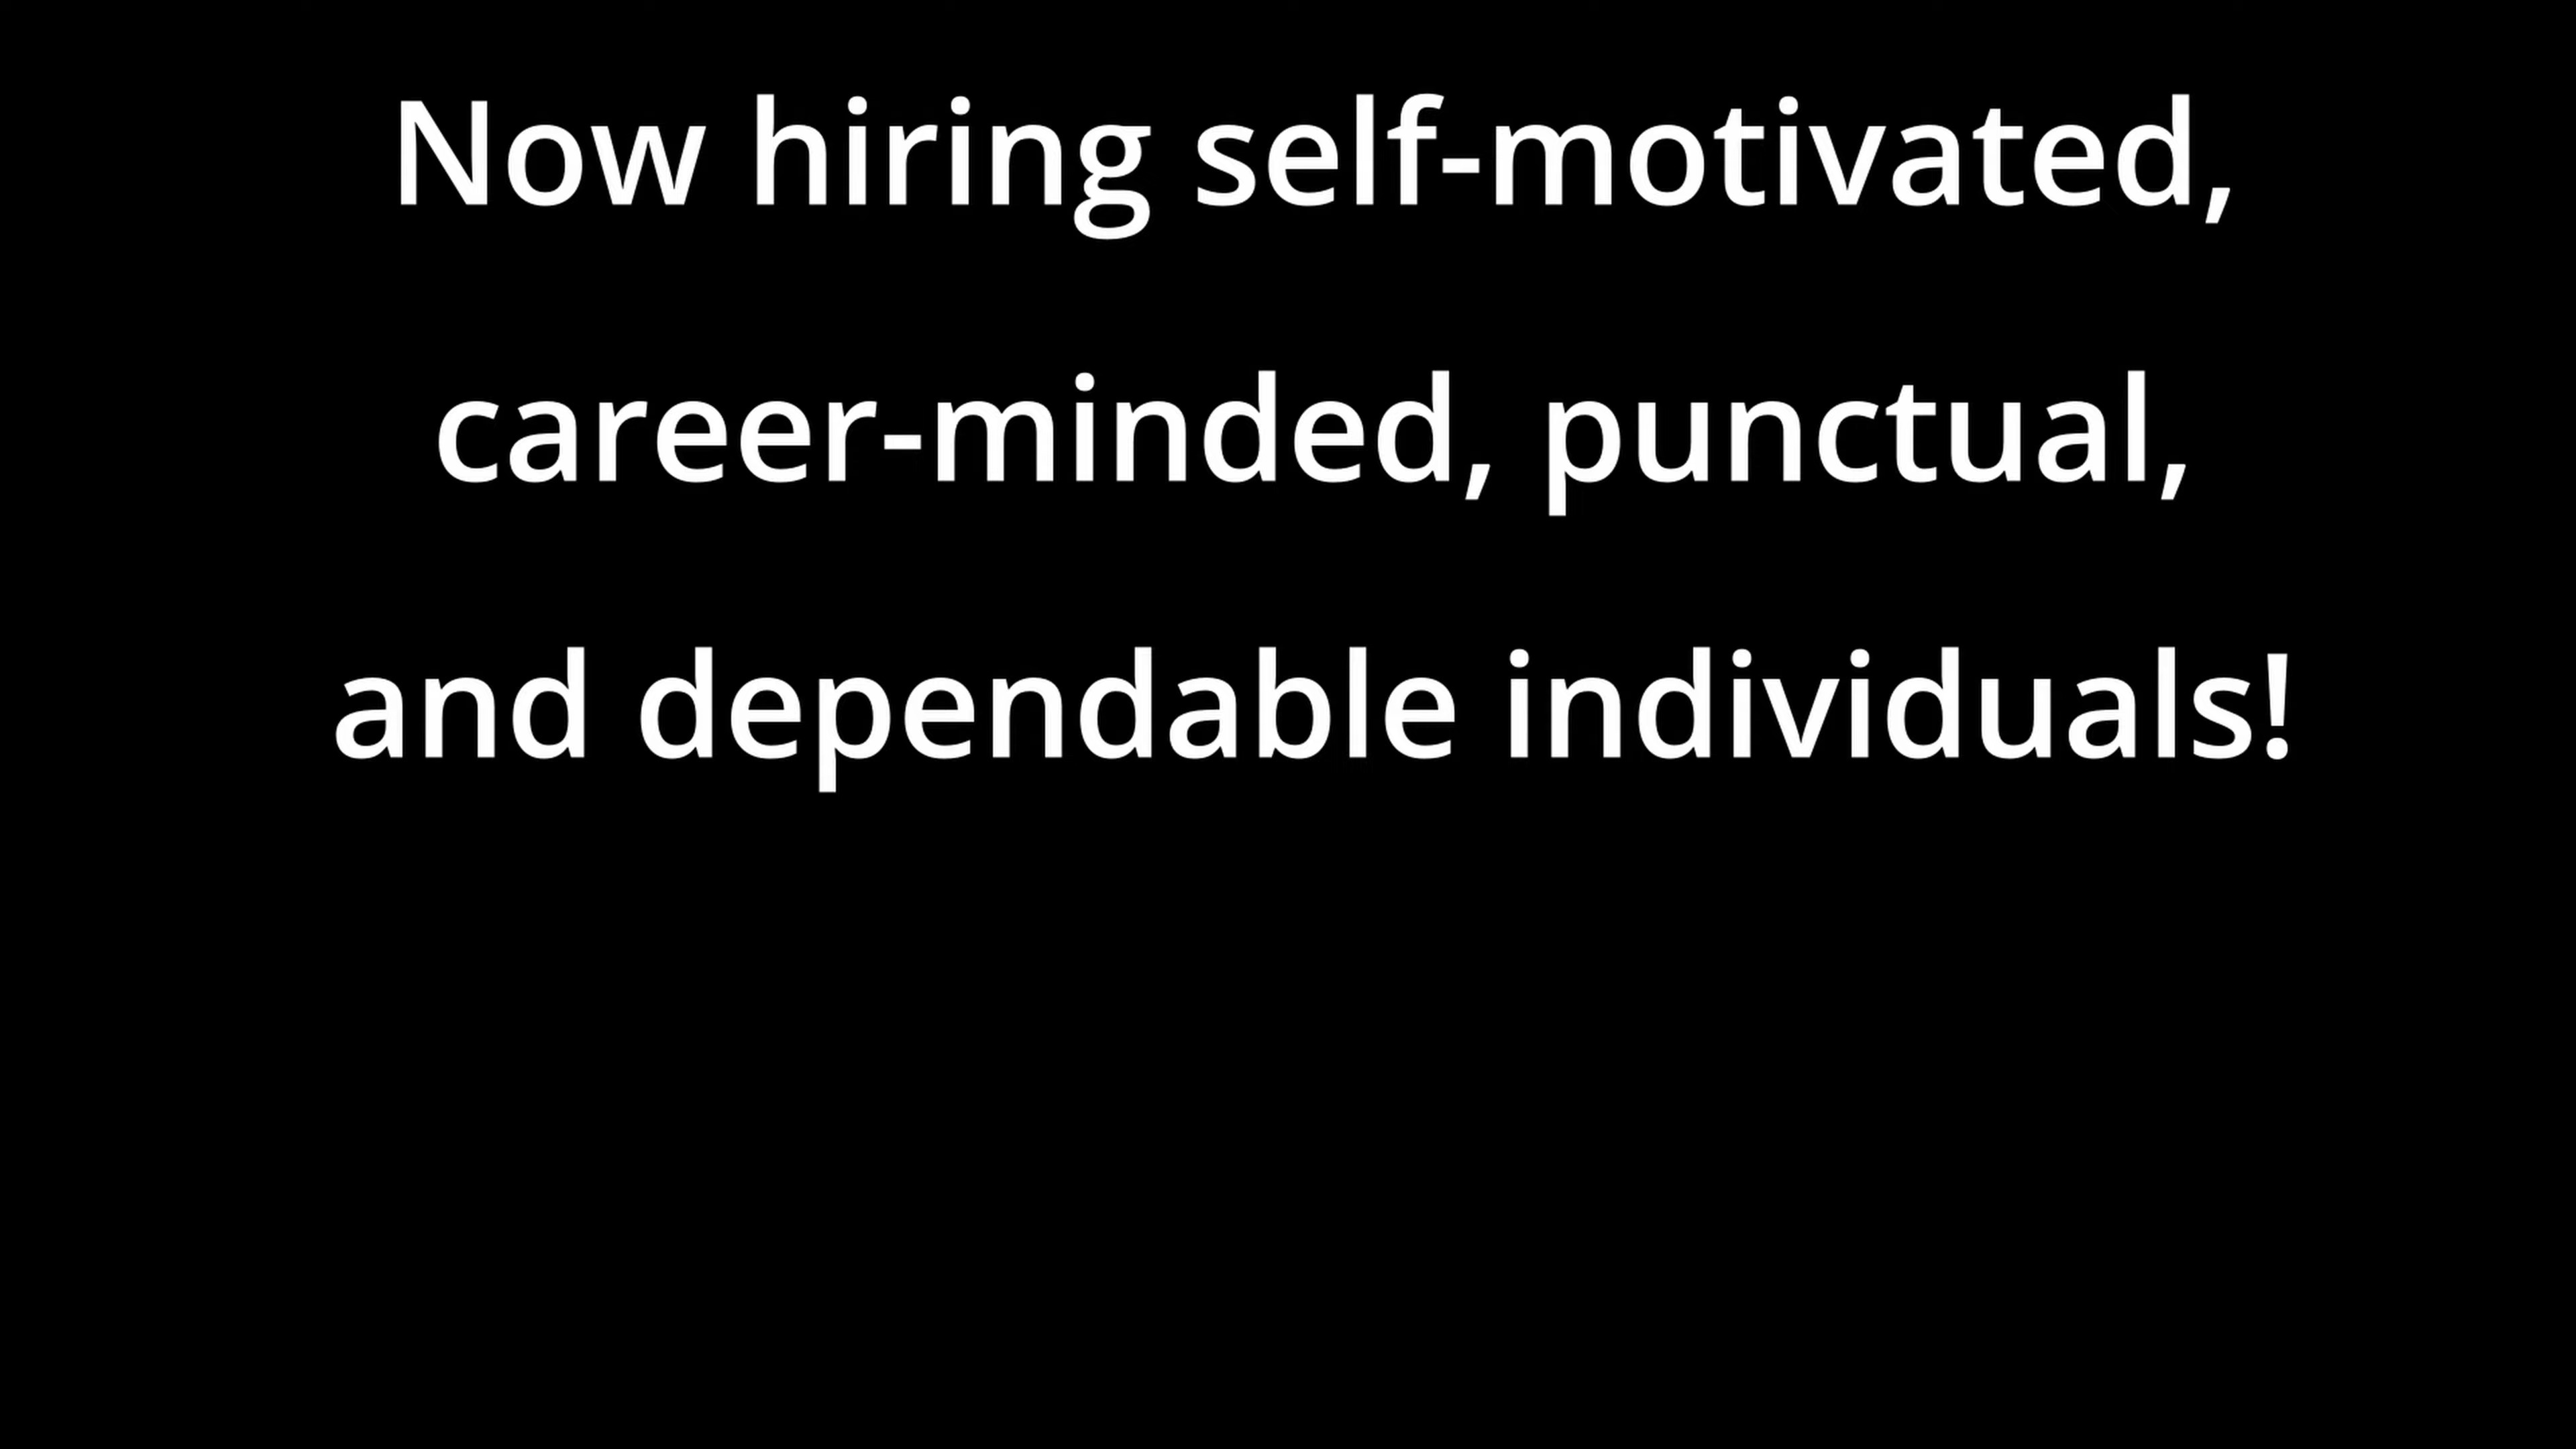 Now hiring self-motivated,
career-minded, punctual,
and dependable individuals!